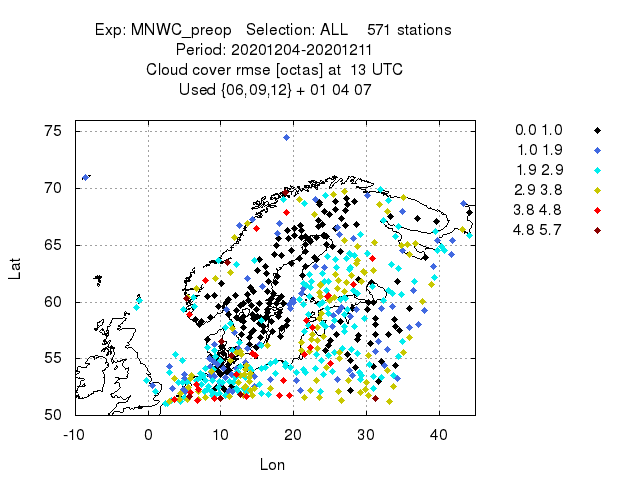 Exp: MNWC_preop   Selection: ALL    571 stations
Period: 20201204-20201211
Cloud cover rmse [octas] at  13 UTC
Used {06,09,12} + 01 04 07
0.0 1.0
1.0 1.9
1.9 2.9
2.9 3.8
3.8 4.8
4.8 5.7
75
70
65
60
55
50
Lat
-10 0 10 20 30 40
Lon